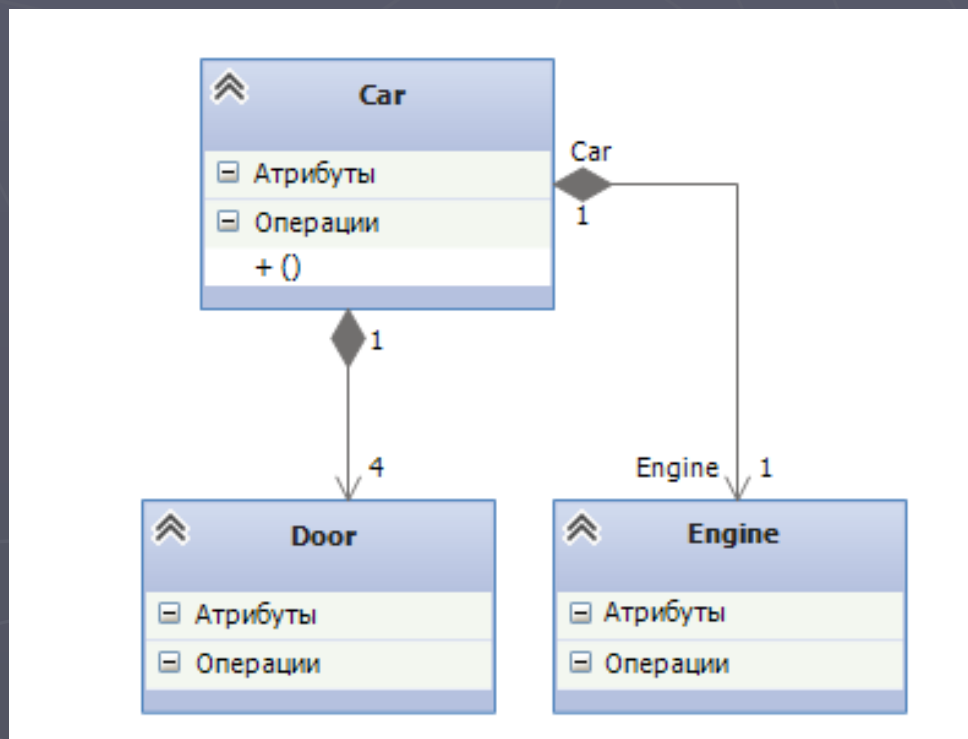 Car
Атрибуты
Операции
+ ()
Car
1
1
4
Engine
1
Door
Атрибуты
Операции
Engine
Атрибуты
Операции